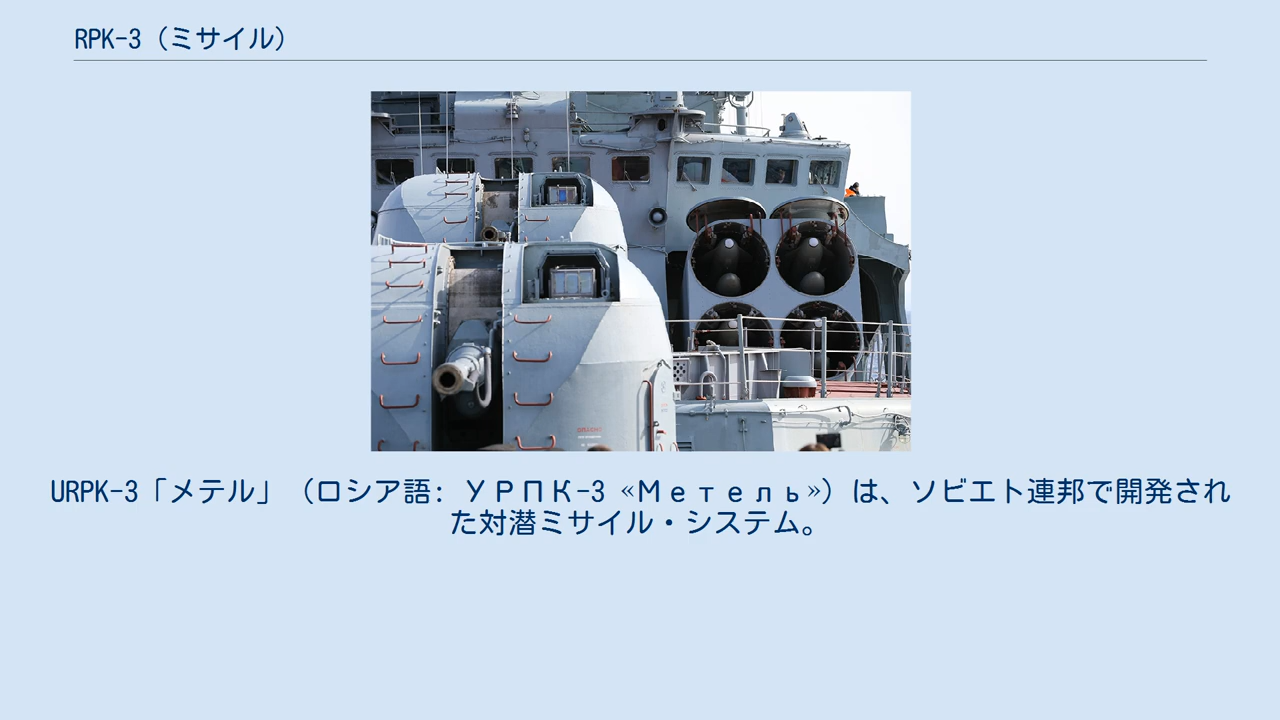 RPK-3（ミサイル）
URPK-3「メテル」（ロシア語: УРПК-3 «Метель»）は、ソビエト連邦で開発され
た対潜ミサイル・システム。